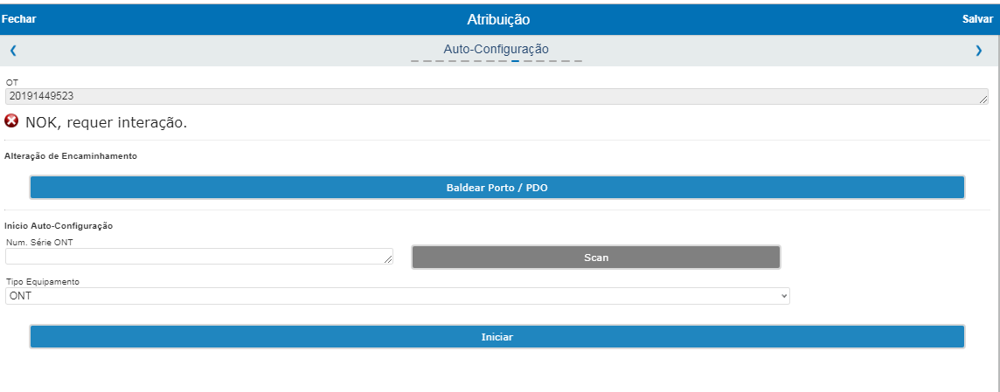 Fechar Atribuição Salvar
Auto-Configuração
OT
20191449523
NOK, requer interação.
Alteração de Encaminhamento
Baldear Porto / PDO
Início Auto-Configuração
Num. Série ONT
Scan
Tipo Equipamento
ONT
Iniciar